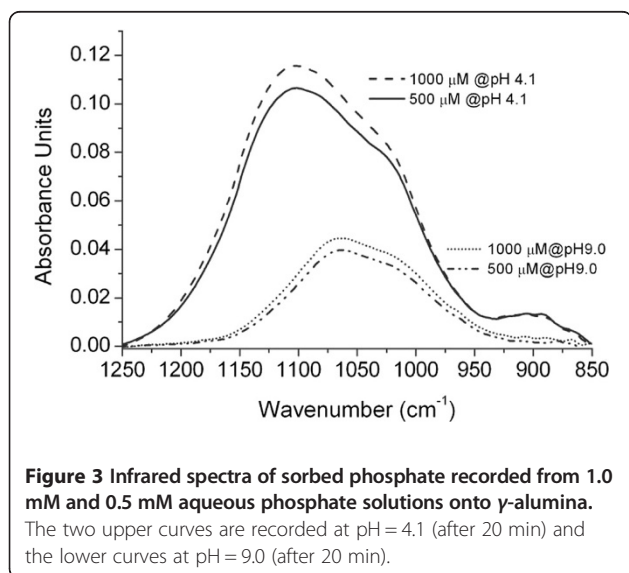 0.12
0.10
0.08
0.06
0.04
0.02
0.00
Absorbance Units
1000 μM @pH 4.1
500 μM @pH 4.1
1000 μM@pH9.0
500 μM@pH9.0
1250 1200 1150 1100 1050 1000 950 900 850
Wavenumber (cm⁻¹)
Figure 3 Infrared spectra of sorbed phosphate recorded from 1.0
mM and 0.5 mM aqueous phosphate solutions onto γ-alumina.
The two upper curves are recorded at pH = 4.1 (after 20 min) and
the lower curves at pH = 9.0 (after 20 min).